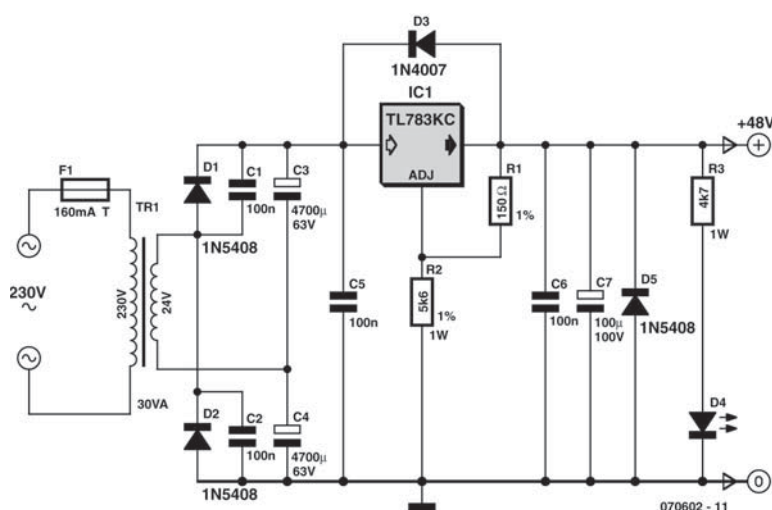 D3
1N4007
IC1
TL783KC
ADJ
+48V
+
F1
160mA T
TR1
230V
~
230V
24V
30VA
D1
1N5408
C1
100n
C3
4700µ
63V
D2
1N5408
C2
100n
C4
4700µ
63V
C5
100n
R1
150Ω
1%
R2
5k6
1%
1W
C6
100n
C7
100µ
100V
D5
1N5408
R3
4k7
1W
D4
0
070602 - 11